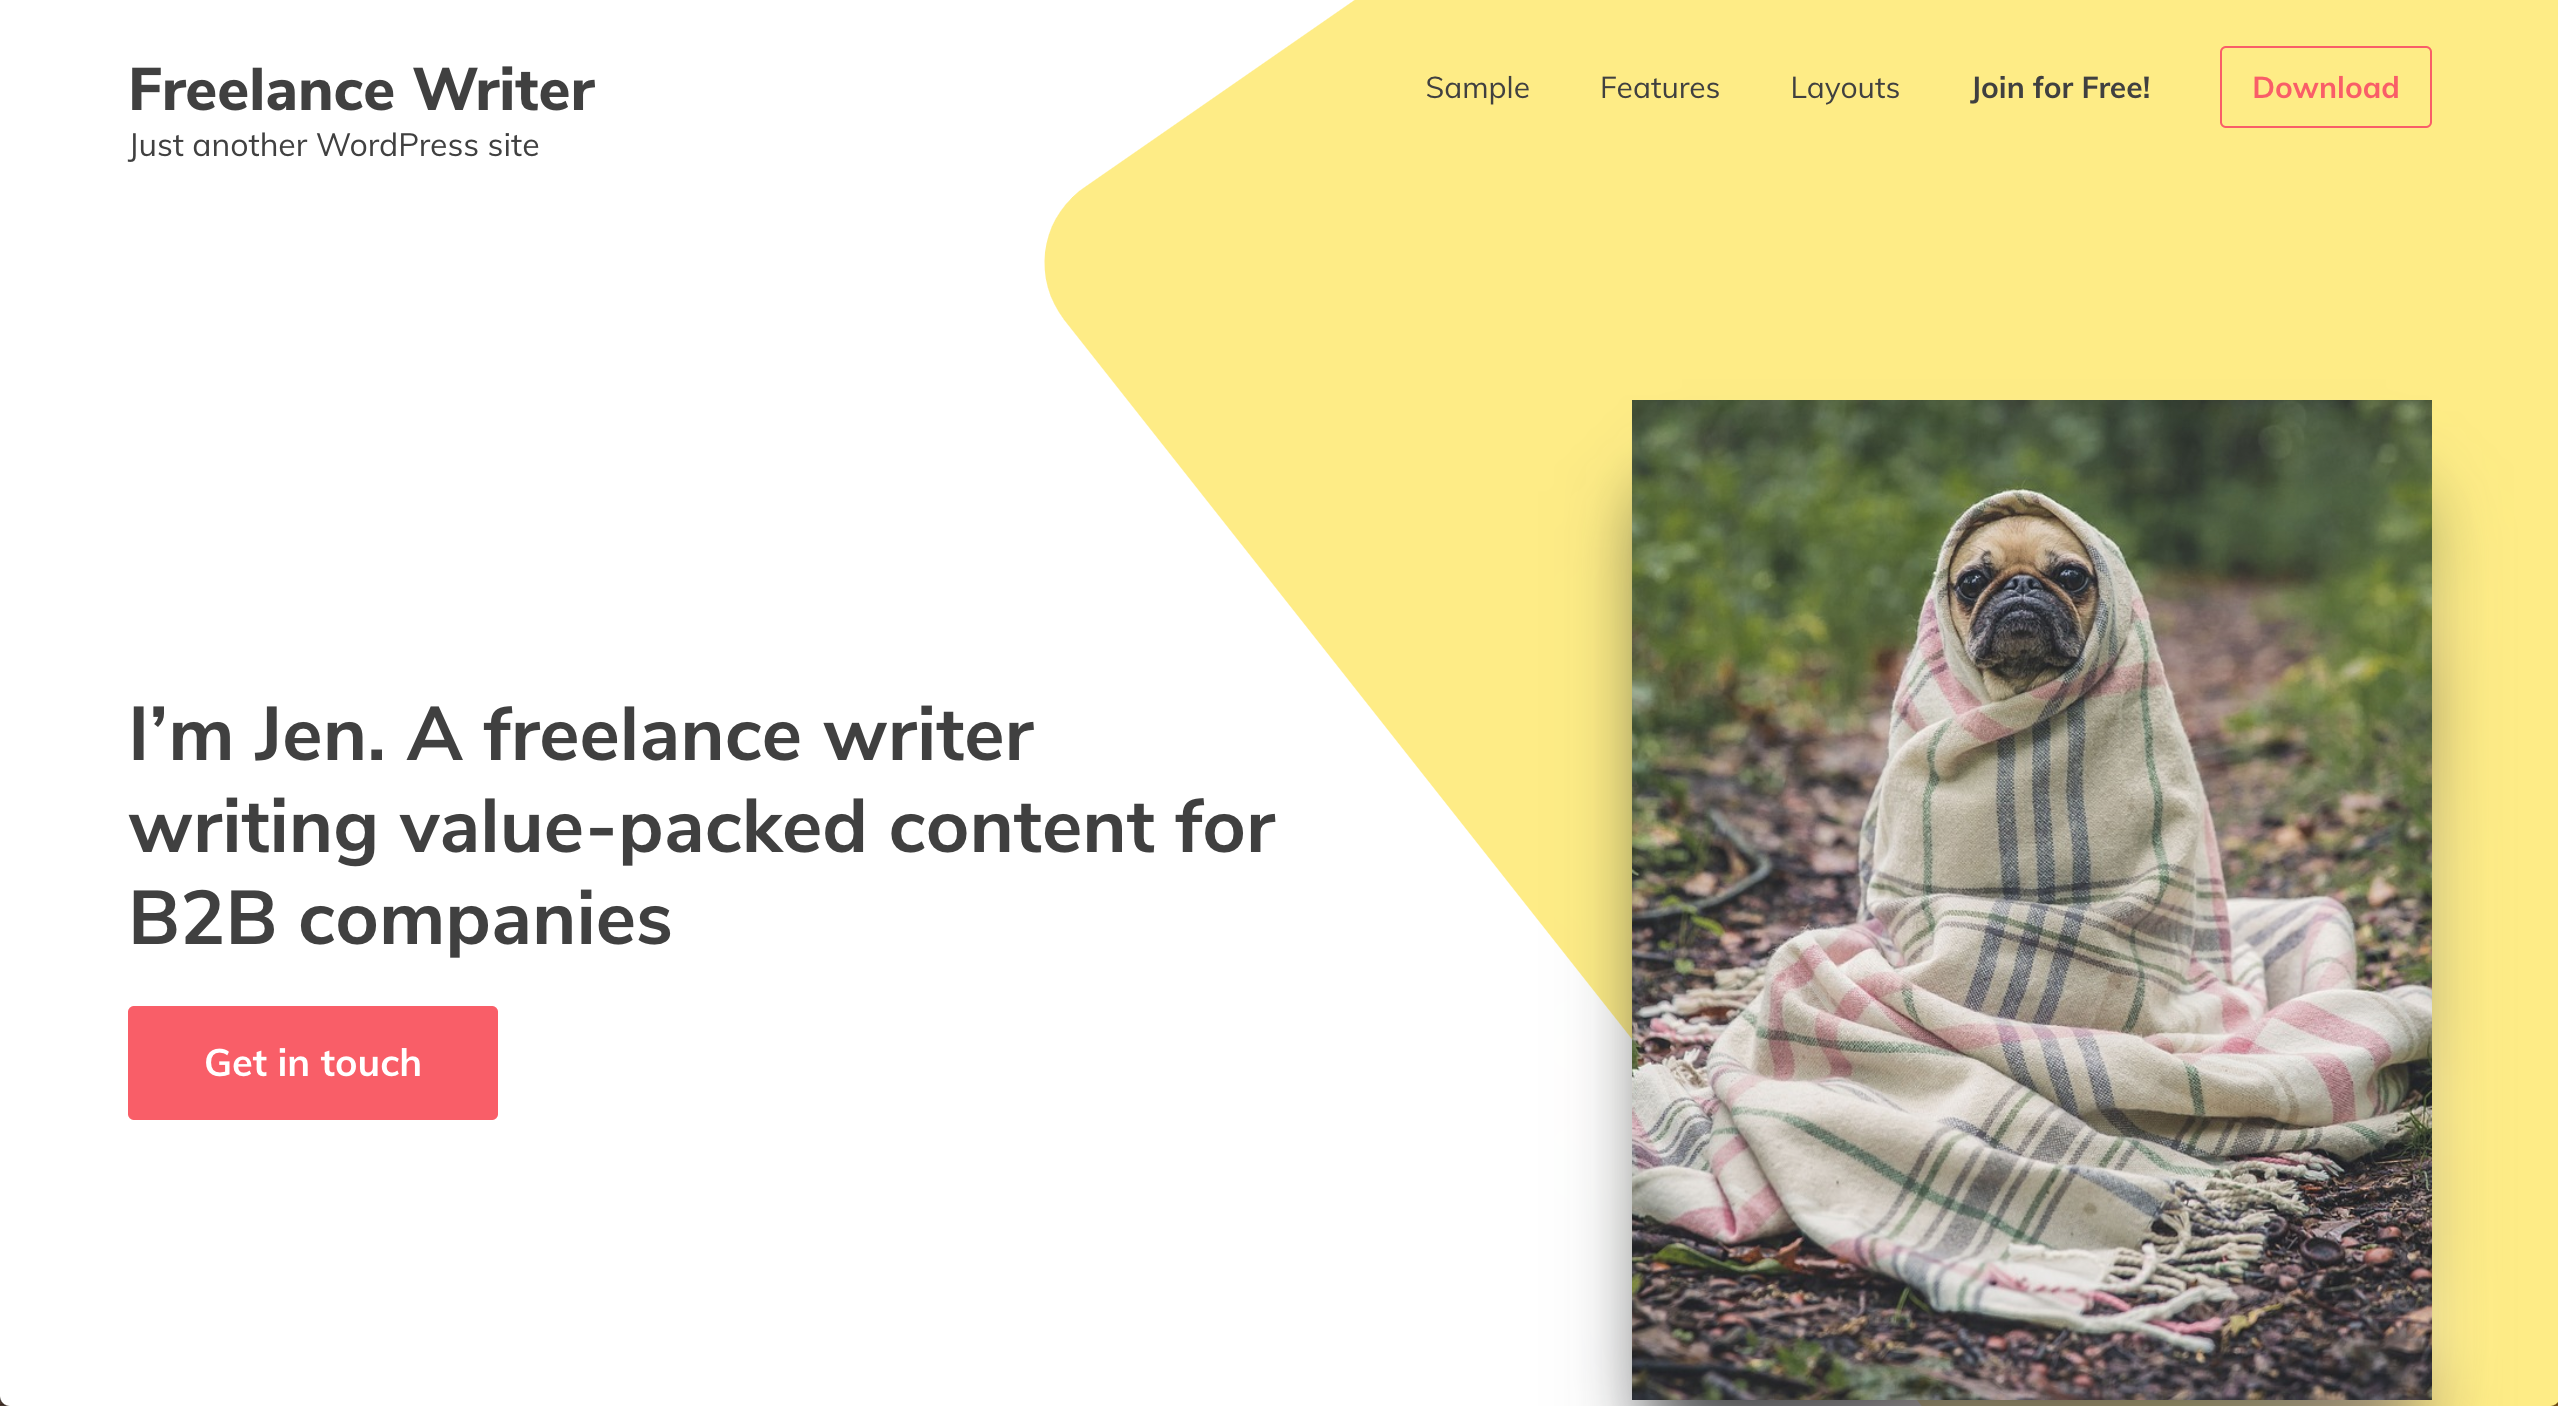 Freelance Writer
Just another WordPress site
Sample Features Layouts Join for Free! Download
I’m Jen. A freelance writer
writing value-packed content for
B2B companies
Get in touch